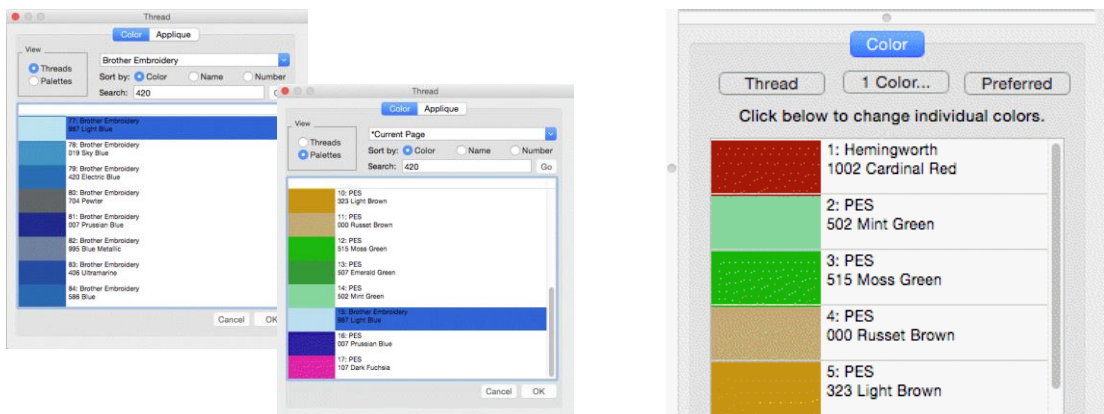 Thread
Color Applique
View
Threads
Palettes
Brother Embroidery
Sort by: Color Name Number
Search: 420
77: Brother Embroidery
78: Brother Embroidery
019 Sky Blue
79: Brother Embroidery
420 Electric Blue
80: Brother Embroidery
704 Pewter
81: Brother Embroidery
007 Prussian Blue
82: Brother Embroidery
995 Blue Metallic
83: Brother Embroidery
406 Ultramarine
84: Brother Embroidery
586 Blue
Cancel OK
Thread
Color Applique
View
Threads
Palettes
*Current Page
Sort by: Color Name Number
Search: 420 Go
10: PES
323 Light Brown
11: PES
000 Russet Brown
12: PES
515 Moss Green
13: PES
507 Emerald Green
14: PES
502 Mint Green
15: Brother Embroidery
16: PES
007 Prussian Blue
17: PES
107 Dark Fuchsia
Cancel OK
Color
Thread 1 Color... Preferred
Click below to change individual colors.
1: Hemingworth
1002 Cardinal Red
2: PES
502 Mint Green
3: PES
515 Moss Green
4: PES
000 Russet Brown
5: PES
323 Light Brown